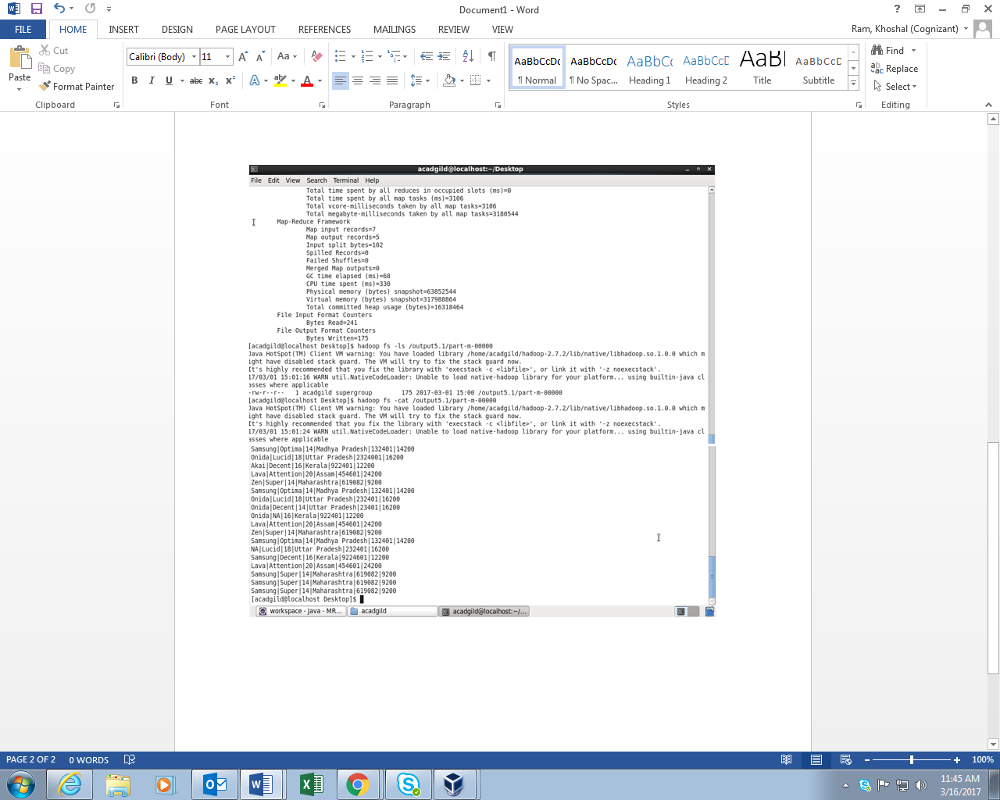 Document1 - Word
FILE HOME INSERT DESIGN PAGE LAYOUT REFERENCES MAILINGS REVIEW VIEW
Ram, Khoshal (Cognizant)
Paste
Cut
Copy
Format Painter
Clipboard
Calibri (Body) 11
Font
Paragraph
AaBbCcDc AaBbCcDc AaBbCc AaBbCcD AaB AaBbCcD
¶ Normal ¶ No Spac... Heading 1 Heading 2 Title Subtitle
Styles
Find
Replace
Select
Editing
acadgild@localhost:~/Desktop
File Edit View Search Terminal Help
Total time spent by all reduces in occupied slots (ms)=0
Total time spent by all map tasks (ms)=3106
Total vcore-milliseconds taken by all map tasks=3106
Total megabyte-milliseconds taken by all map tasks=3180544
Map-Reduce Framework
Map input records=7
Map output records=5
Input split bytes=102
Spilled Records=0
Failed Shuffles=0
Merged Map outputs=0
GC time elapsed (ms)=68
CPU time spent (ms)=330
Physical memory (bytes) snapshot=63852544
Virtual memory (bytes) snapshot=317988864
Total committed heap usage (bytes)=16318464
File Input Format Counters
Bytes Read=241
File Output Format Counters
Bytes Written=175
[acadgild@localhost Desktop]$ hadoop fs -ls /output5.1/part-m-00000
Java HotSpot(TM) Client VM warning: You have loaded library /home/acadgild/hadoop-2.7.2/lib/native/libhadoop.so.1.0.0 which m
ight have disabled stack guard. The VM will try to fix the stack guard now.
It's highly recommended that you fix the library with 'execstack -c <libfile>', or link it with '-z noexecstack'.
17/03/01 15:01:16 WARN util.NativeCodeLoader: Unable to load native-hadoop library for your platform... using builtin-java cl
asses where applicable
-rw-r--r-- 1 acadgild supergroup 175 2017-03-01 15:00 /output5.1/part-m-00000
[acadgild@localhost Desktop]$ hadoop fs -cat /output5.1/part-m-00000
Java HotSpot(TM) Client VM warning: You have loaded library /home/acadgild/hadoop-2.7.2/lib/native/libhadoop.so.1.0.0 which m
ight have disabled stack guard. The VM will try to fix the stack guard now.
It's highly recommended that you fix the library with 'execstack -c <libfile>', or link it with '-z noexecstack'.
17/03/01 15:01:24 WARN util.NativeCodeLoader: Unable to load native-hadoop library for your platform... using builtin-java cl
asses where applicable
Samsung|Optima|14|Madhya Pradesh|132401|14200
Onida|Lucid|18|Uttar Pradesh|2324001|16200
Akai|Decent|16|Kerala|922401|12200
Lava|Attention|20|Assam|454601|24200
Zen|Super|14|Maharashtra|619082|9200
Samsung|Optima|14|Madhya Pradesh|132401|14200
Onida|Lucid|18|Uttar Pradesh|232401|16200
Onida|Decent|14|Uttar Pradesh|23401|16200
Onida|NA|16|Kerala|922401|12200
Lava|Attention|20|Assam|454601|24200
Zen|Super|14|Maharashtra|619082|9200
Samsung|Optima|14|Madhya Pradesh|132401|14200
NA|Lucid|18|Uttar Pradesh|232401|16200
Samsung|Decent|16|Kerala|9224601|12200
Lava|Attention|20|Assam|454601|24200
Samsung|Super|14|Maharashtra|619082|9200
Samsung|Super|14|Maharashtra|619082|9200
Samsung|Super|14|Maharashtra|619082|9200
[acadgild@localhost Desktop]$
workspace - Java - MR... acadgild acadgild@localhost:~/...
PAGE 2 OF 2 0 WORDS 100%
11:45 AM
3/16/2017